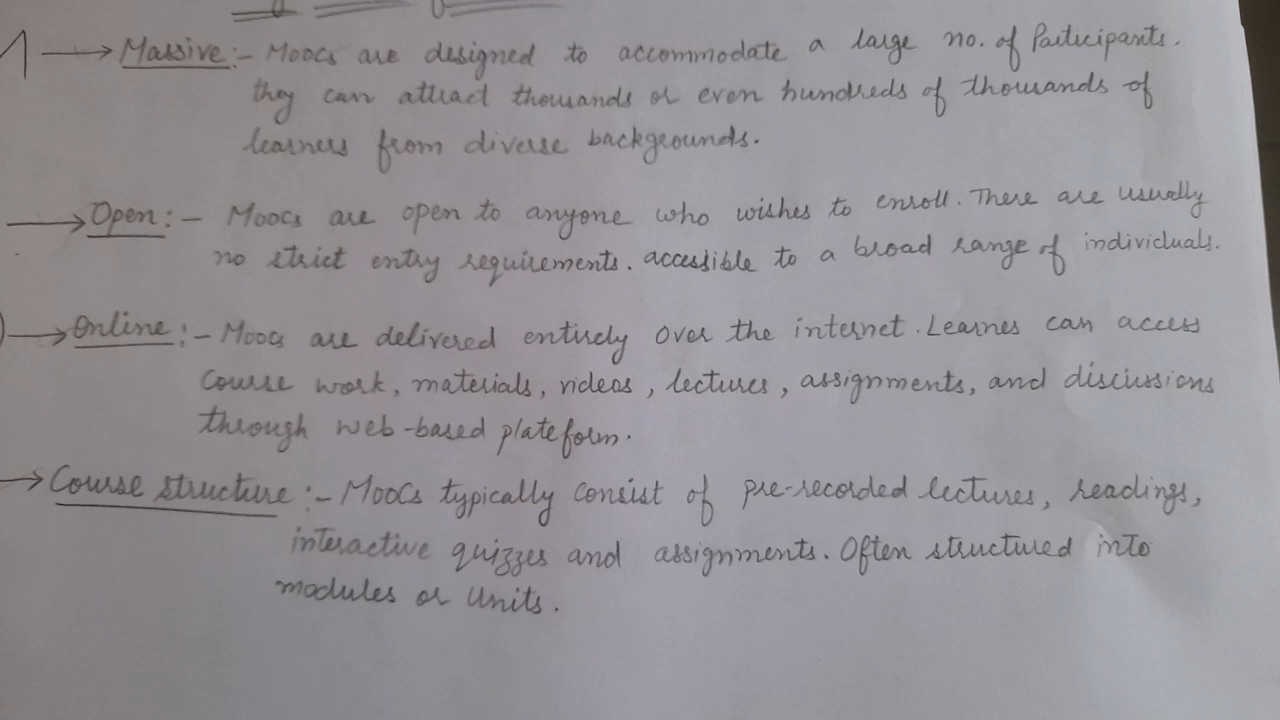 → Massive :- Moocs are designed to accommodate a large no. of Participants.
they can attract thousands or even hundreds of thousands of
learners from diverse backgrounds.
→ Open :- Moocs are open to anyone who wishes to enroll. There are usually
no strict entry requirements. accessible to a broad range of individuals.
→ Online :- Moocs are delivered entirely over the internet. Learnes can access
Course work, materials, videos, lectures, assignments, and discussions
through web-based plateform.
→ Course structure :- MOOCs typically consist of pre-recorded lectures, readings,
interactive quizzes and assignments. Often structured into
modules or Units.